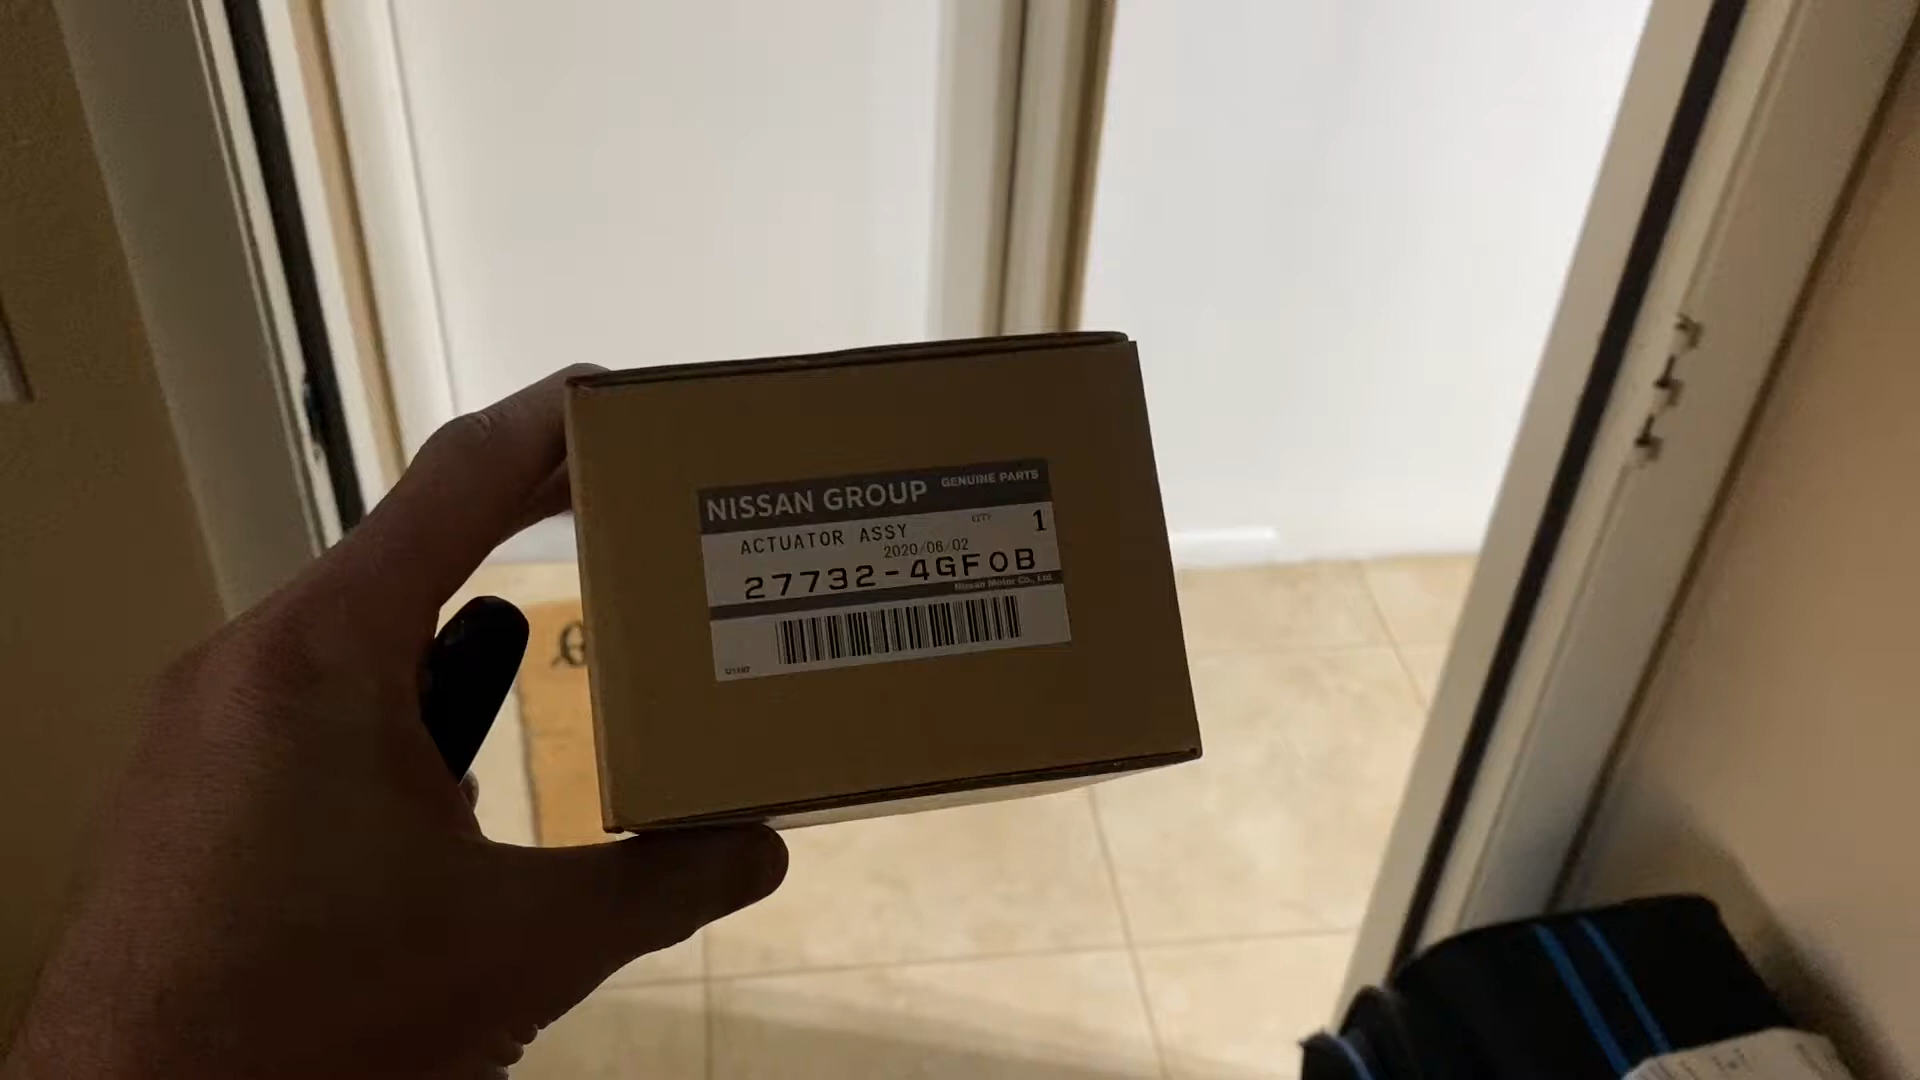 NISSAN GROUP GENUINE PARTS
ACTUATOR ASSY 1
2020/06/02
27732-4GF0B
Nissan Motor Co., Ltd.